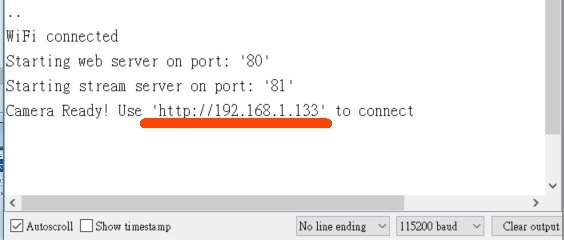 ..
WiFi connected
Starting web server on port: '80'
Starting stream server on port: '81'
Camera Ready! Use 'http://192.168.1.133' to connect
Autoscroll Show timestamp No line ending 115200 baud Clear output